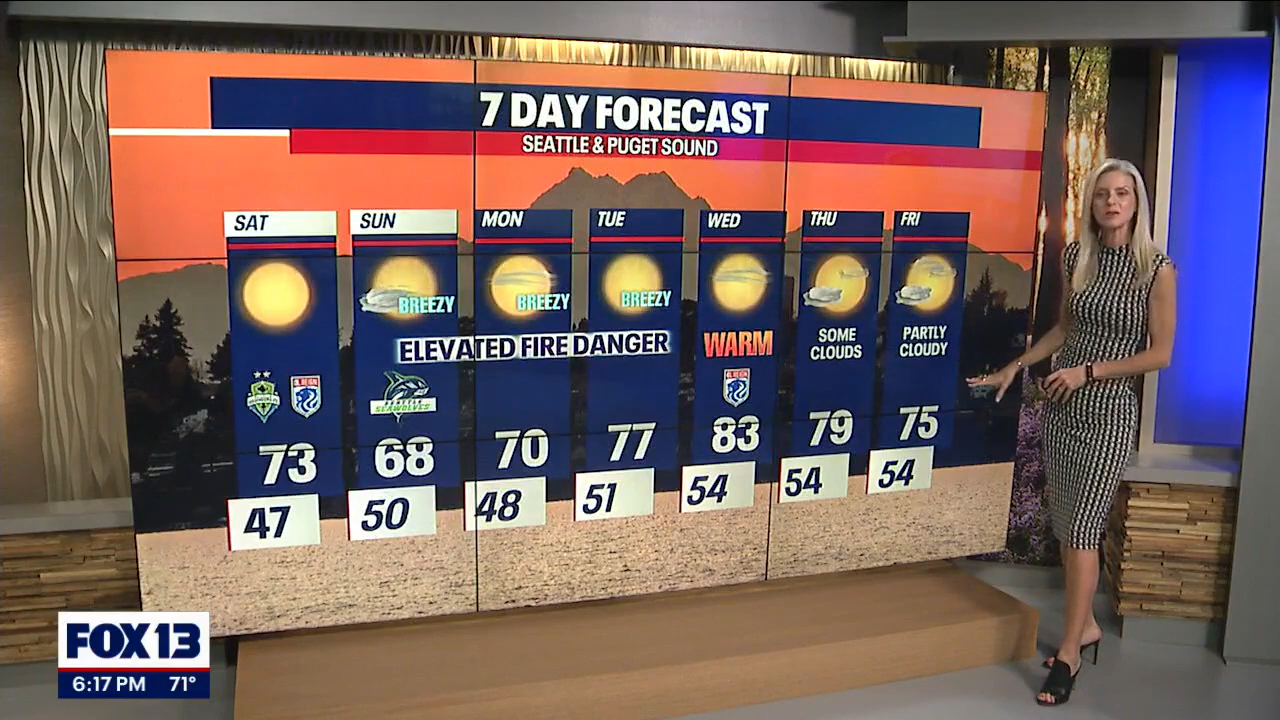 7 DAY FORECAST
SEATTLE & PUGET SOUND
SAT
SUN
MON
TUE
WED
THU
FRI
BREEZY
BREEZY
BREEZY
ELEVATED FIRE DANGER
WARM
SOME
CLOUDS
PARTLY
CLOUDY
REIGN
SEAWOLVES
73
68
70
77
83
79
75
47
50
48
51
54
54
54
FOX 13
6:17 PM 71°